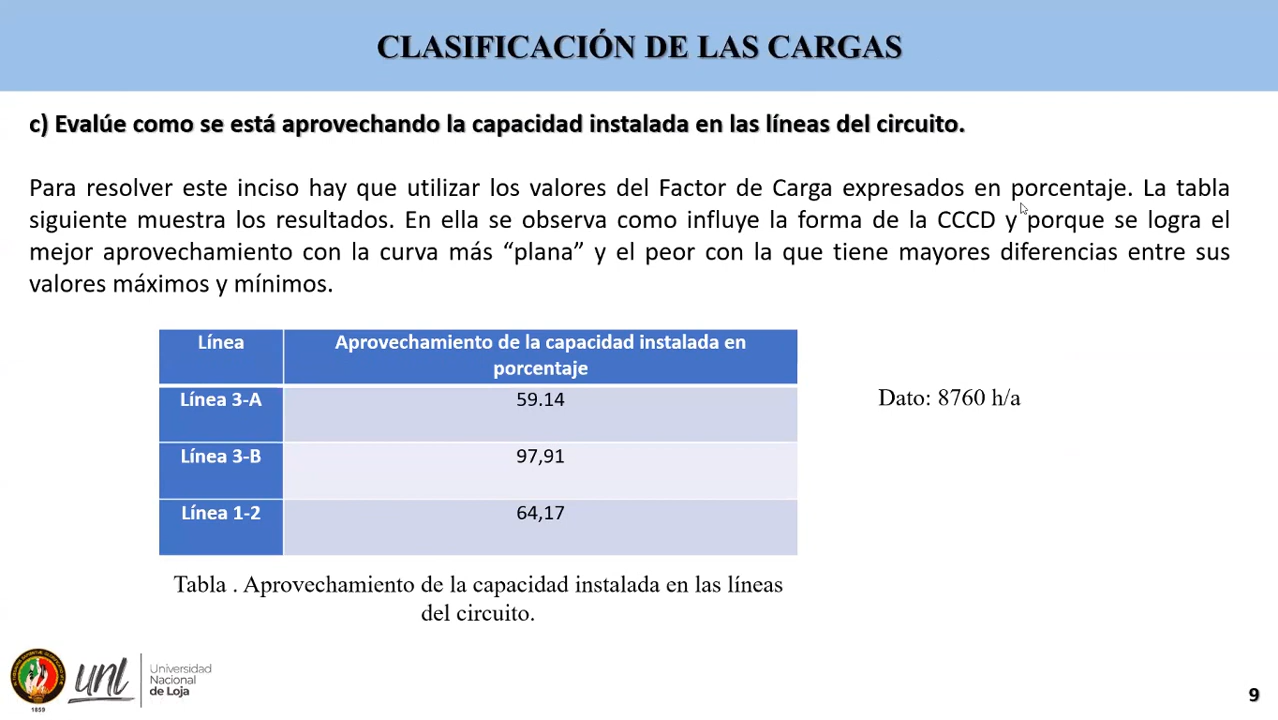 CLASIFICACIÓN DE LAS CARGAS
c) Evalúe como se está aprovechando la capacidad instalada en las líneas del circuito.
Para resolver este inciso hay que utilizar los valores del Factor de Carga expresados en porcentaje. La tabla
siguiente muestra los resultados. En ella se observa como influye la forma de la CCCD y porque se logra el
mejor aprovechamiento con la curva más “plana” y el peor con la que tiene mayores diferencias entre sus
valores máximos y mínimos.
Línea
Aprovechamiento de la capacidad instalada en
porcentaje
Línea 3-A
59.14
Línea 3-B
97,91
Línea 1-2
64,17
Dato: 8760 h/a
Tabla . Aprovechamiento de la capacidad instalada en las líneas
del circuito.
1859
unl
Universidad
Nacional
de Loja
9